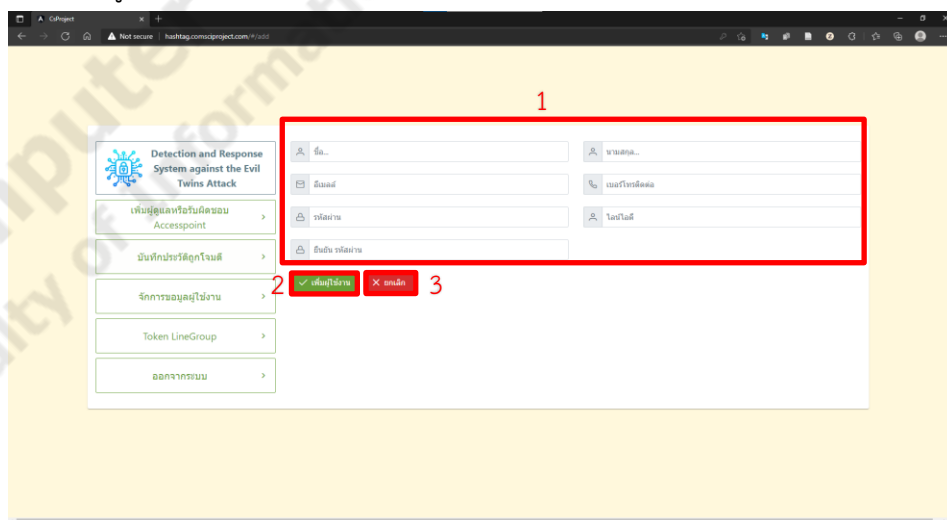 CsProject
Not secure | hashtag.comsciproject.com/#/add
1
Detection and Response
System against the Evil
Twins Attack
ชื่อ...
นามสกุล...
อีเมลล์
เบอร์โทรติดต่อ
เพิ่มผู้ดูแลหรือรับผิดชอบ
Accesspoint
รหัสผ่าน
ไลน์ไอดี
ยืนยัน รหัสผ่าน
บันทึกประวัติถูกโจมตี
2
เพิ่มผู้ใช้งาน
ยกเลิก
3
จัดการขอมูลผู้ใช้งาน
Token LineGroup
ออกจากระบบ